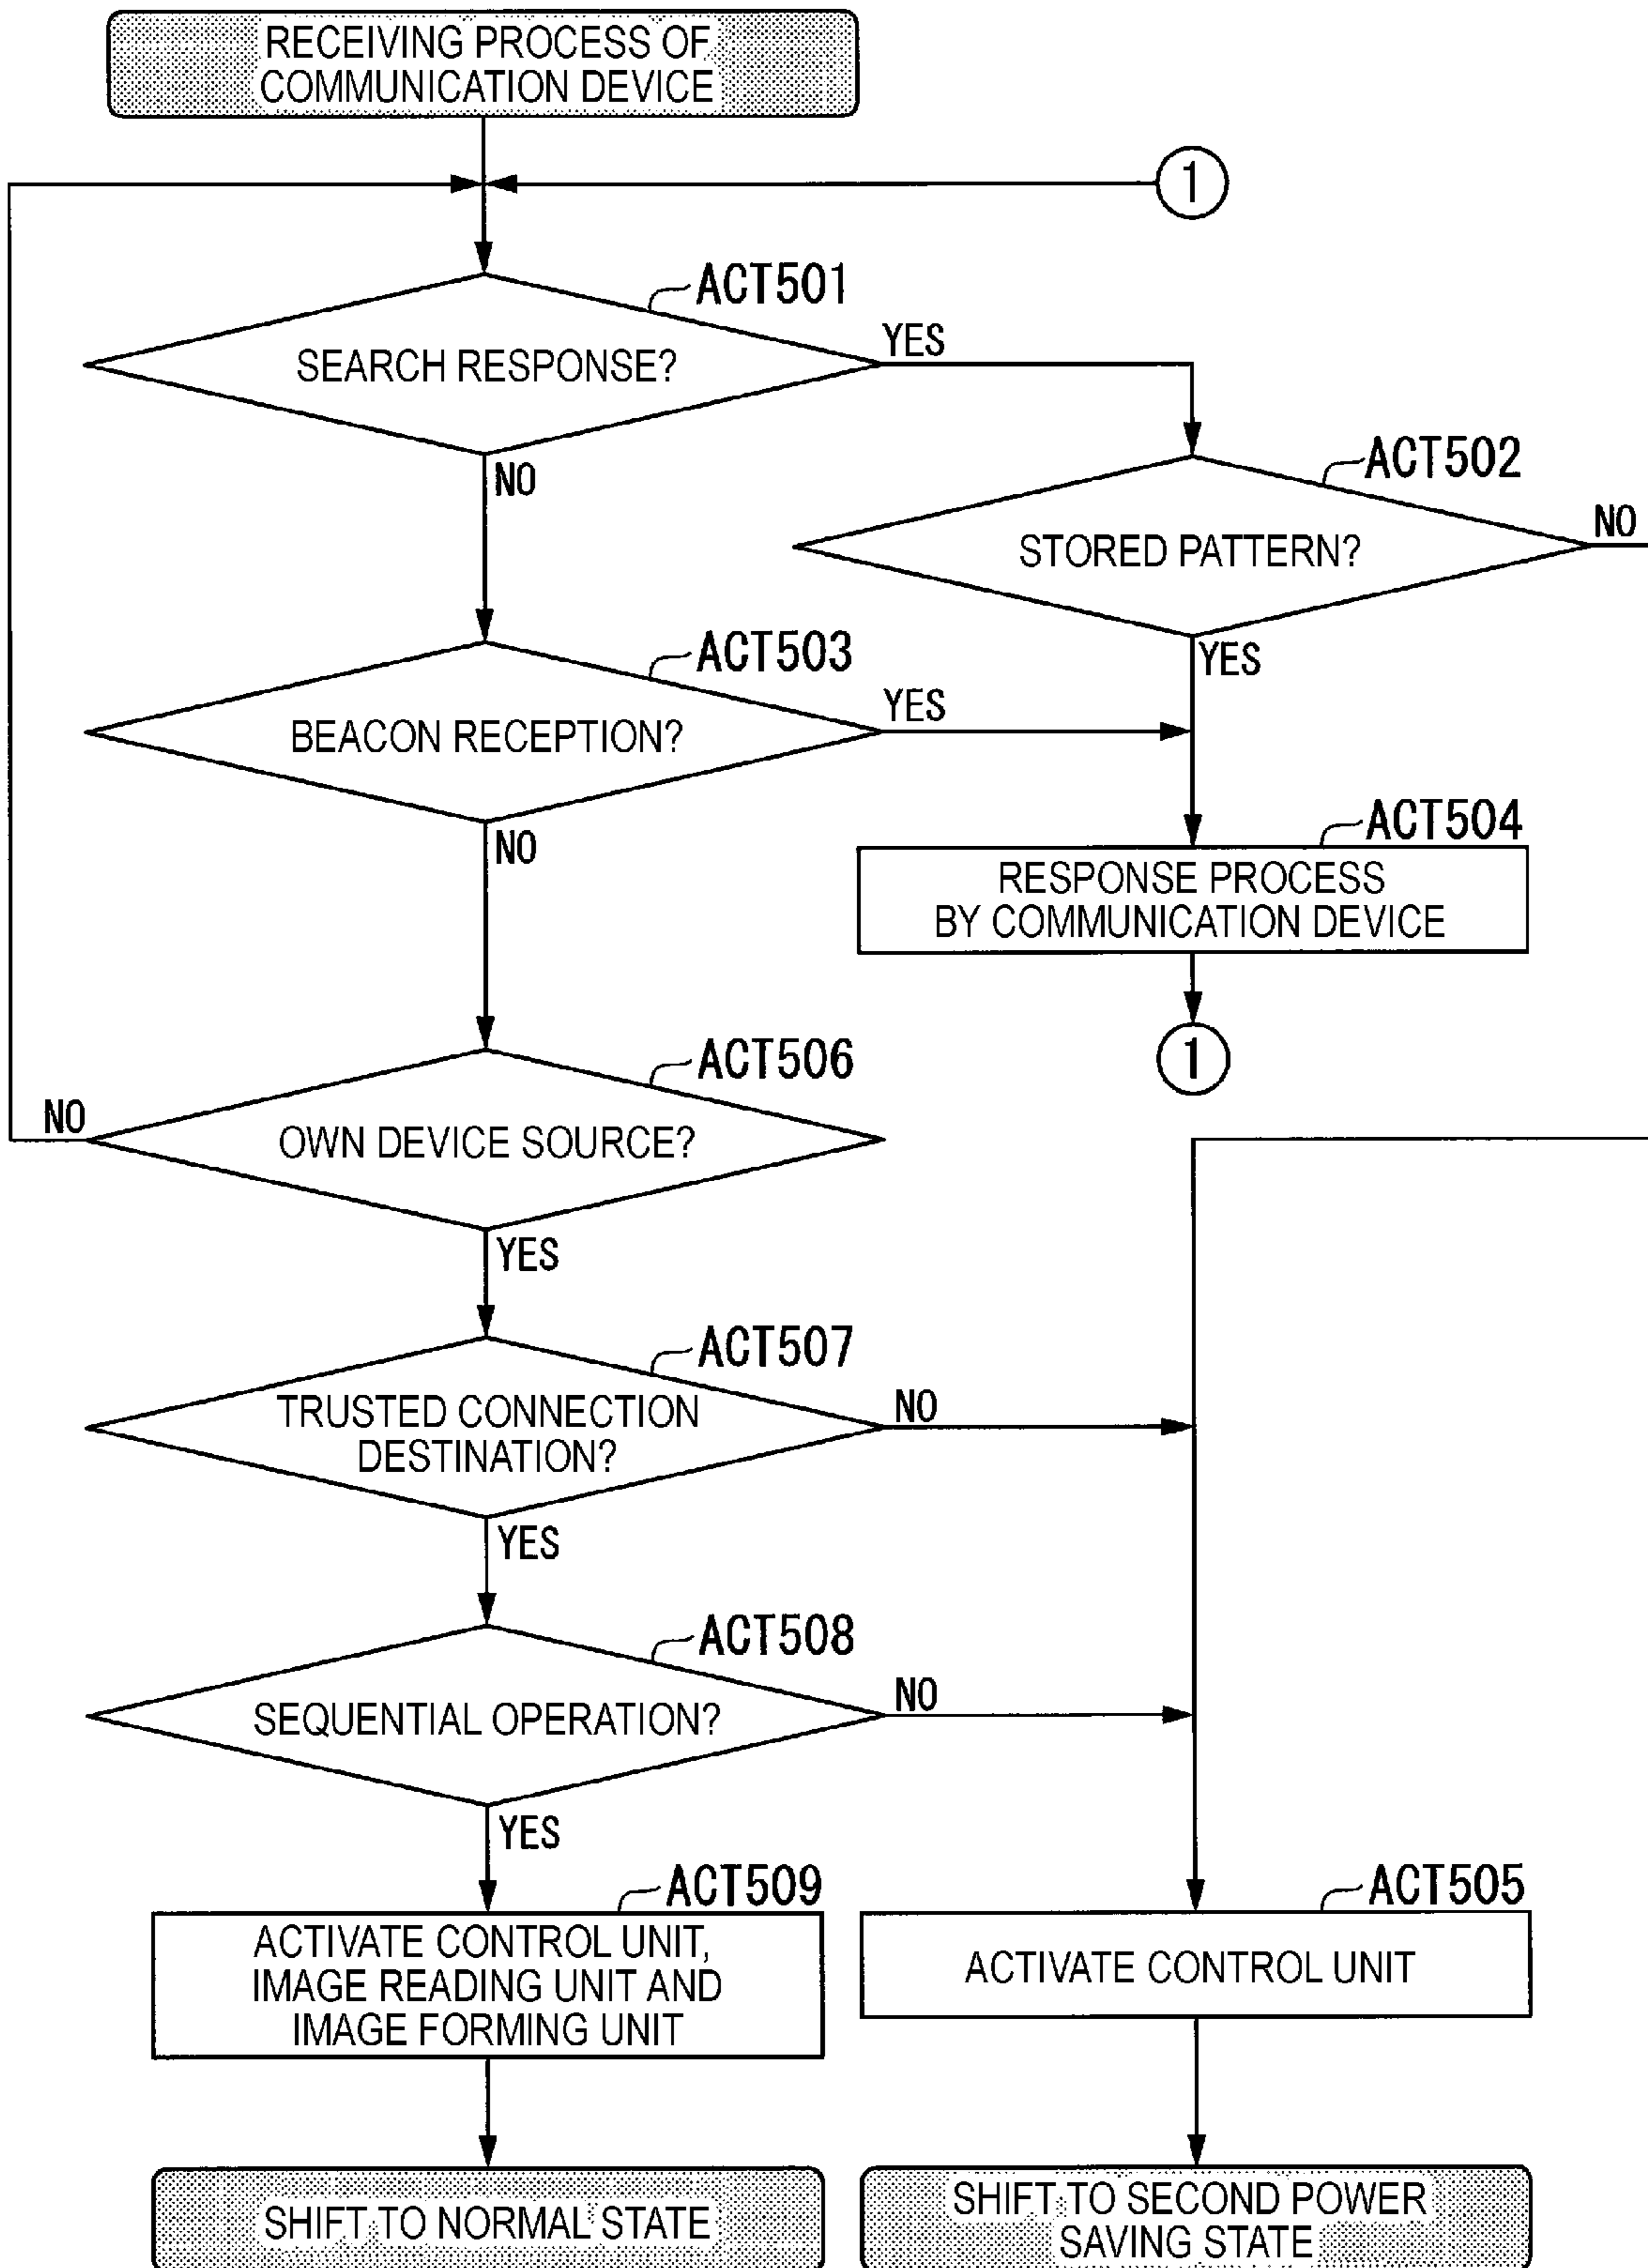 RECEIVING PROCESS OF
COMMUNICATION DEVICE
1
ACT501
SEARCH RESPONSE?
YES
NO
ACT502
STORED PATTERN?
NO
YES
ACT503
BEACON RECEPTION?
YES
NO
ACT504
RESPONSE PROCESS
BY COMMUNICATION DEVICE
1
ACT506
OWN DEVICE SOURCE?
NO
YES
ACT507
TRUSTED CONNECTION
DESTINATION?
NO
YES
ACT508
SEQUENTIAL OPERATION?
NO
YES
ACT509
ACTIVATE CONTROL UNIT,
IMAGE READING UNIT AND
IMAGE FORMING UNIT
ACT505
ACTIVATE CONTROL UNIT
SHIFT TO NORMAL STATE
SHIFT TO SECOND POWER
SAVING STATE